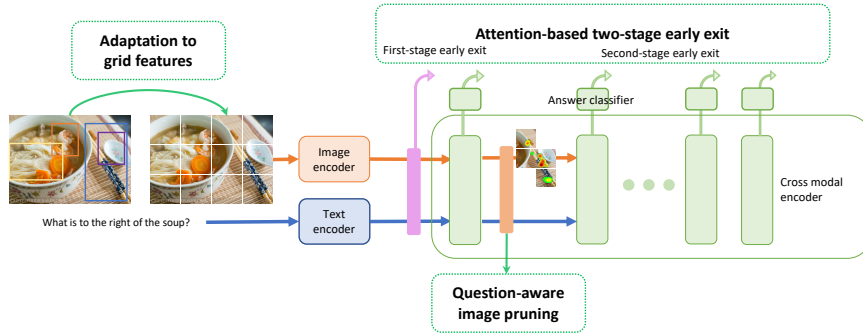 Attention-based two-stage early exit
First-stage early exit
Second-stage early exit
Adaptation to
grid features
Answer classifier
Image
encoder
Cross modal
encoder
What is to the right of the soup?
Text
encoder
Question-aware
image pruning